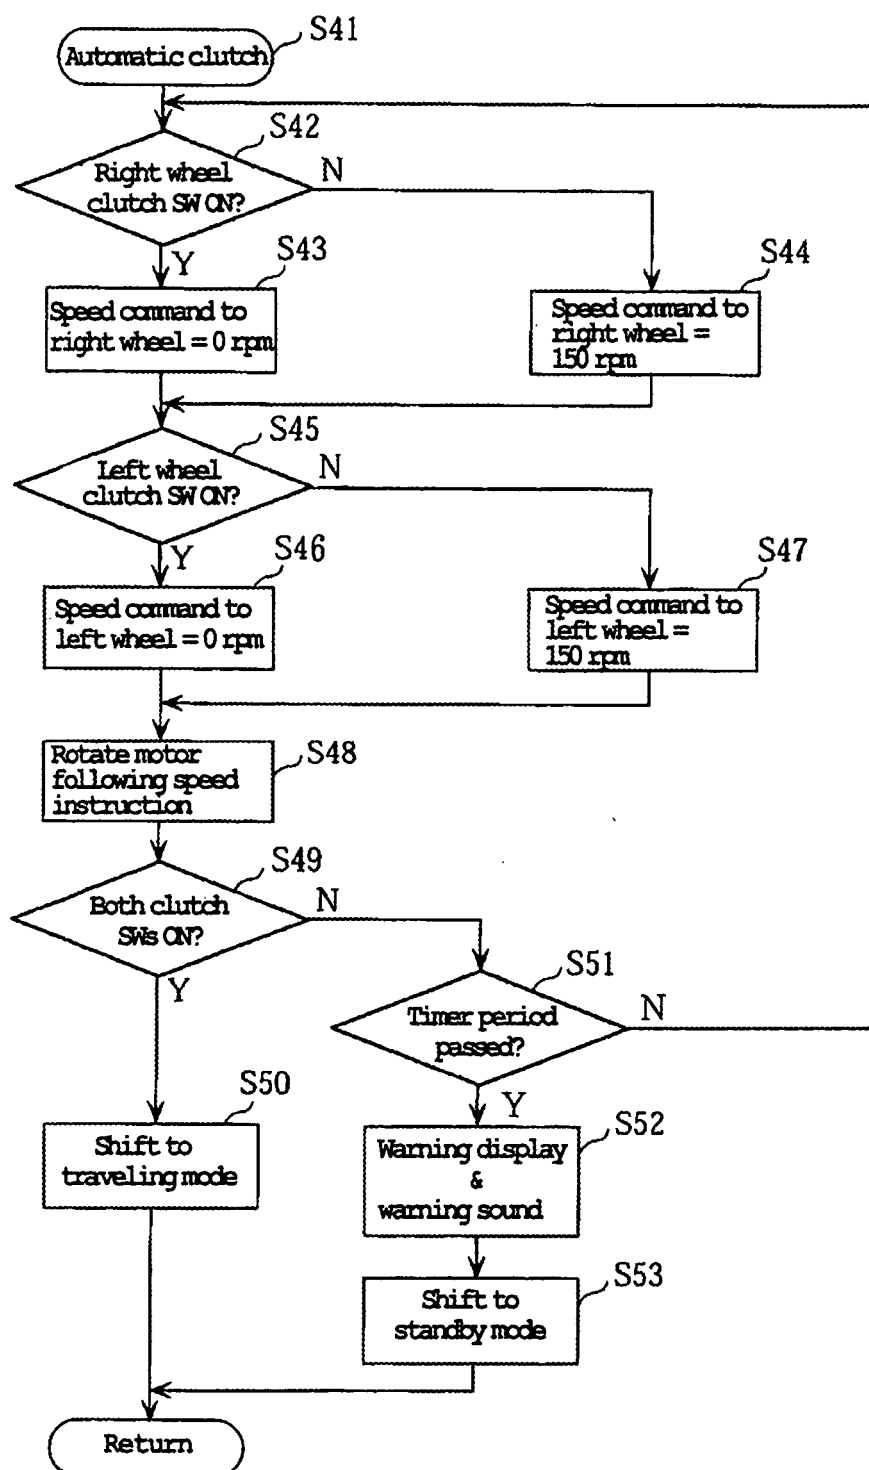 S41
Automatic clutch
S42
Right wheel
clutch SW ON?
N
Y
S43
Speed command to
right wheel = 0 rpm
S44
Speed command to
right wheel =
150 rpm
S45
Left wheel
clutch SW ON?
N
Y
S46
Speed command to
left wheel = 0 rpm
S47
Speed command to
left wheel =
150 rpm
S48
Rotate motor
following speed
instruction
S49
Both clutch
SWs ON?
N
Y
S51
Timer period
passed?
N
Y
S50
Shift to
traveling mode
S52
Warning display
&
warning sound
S53
Shift to
standby mode
Return